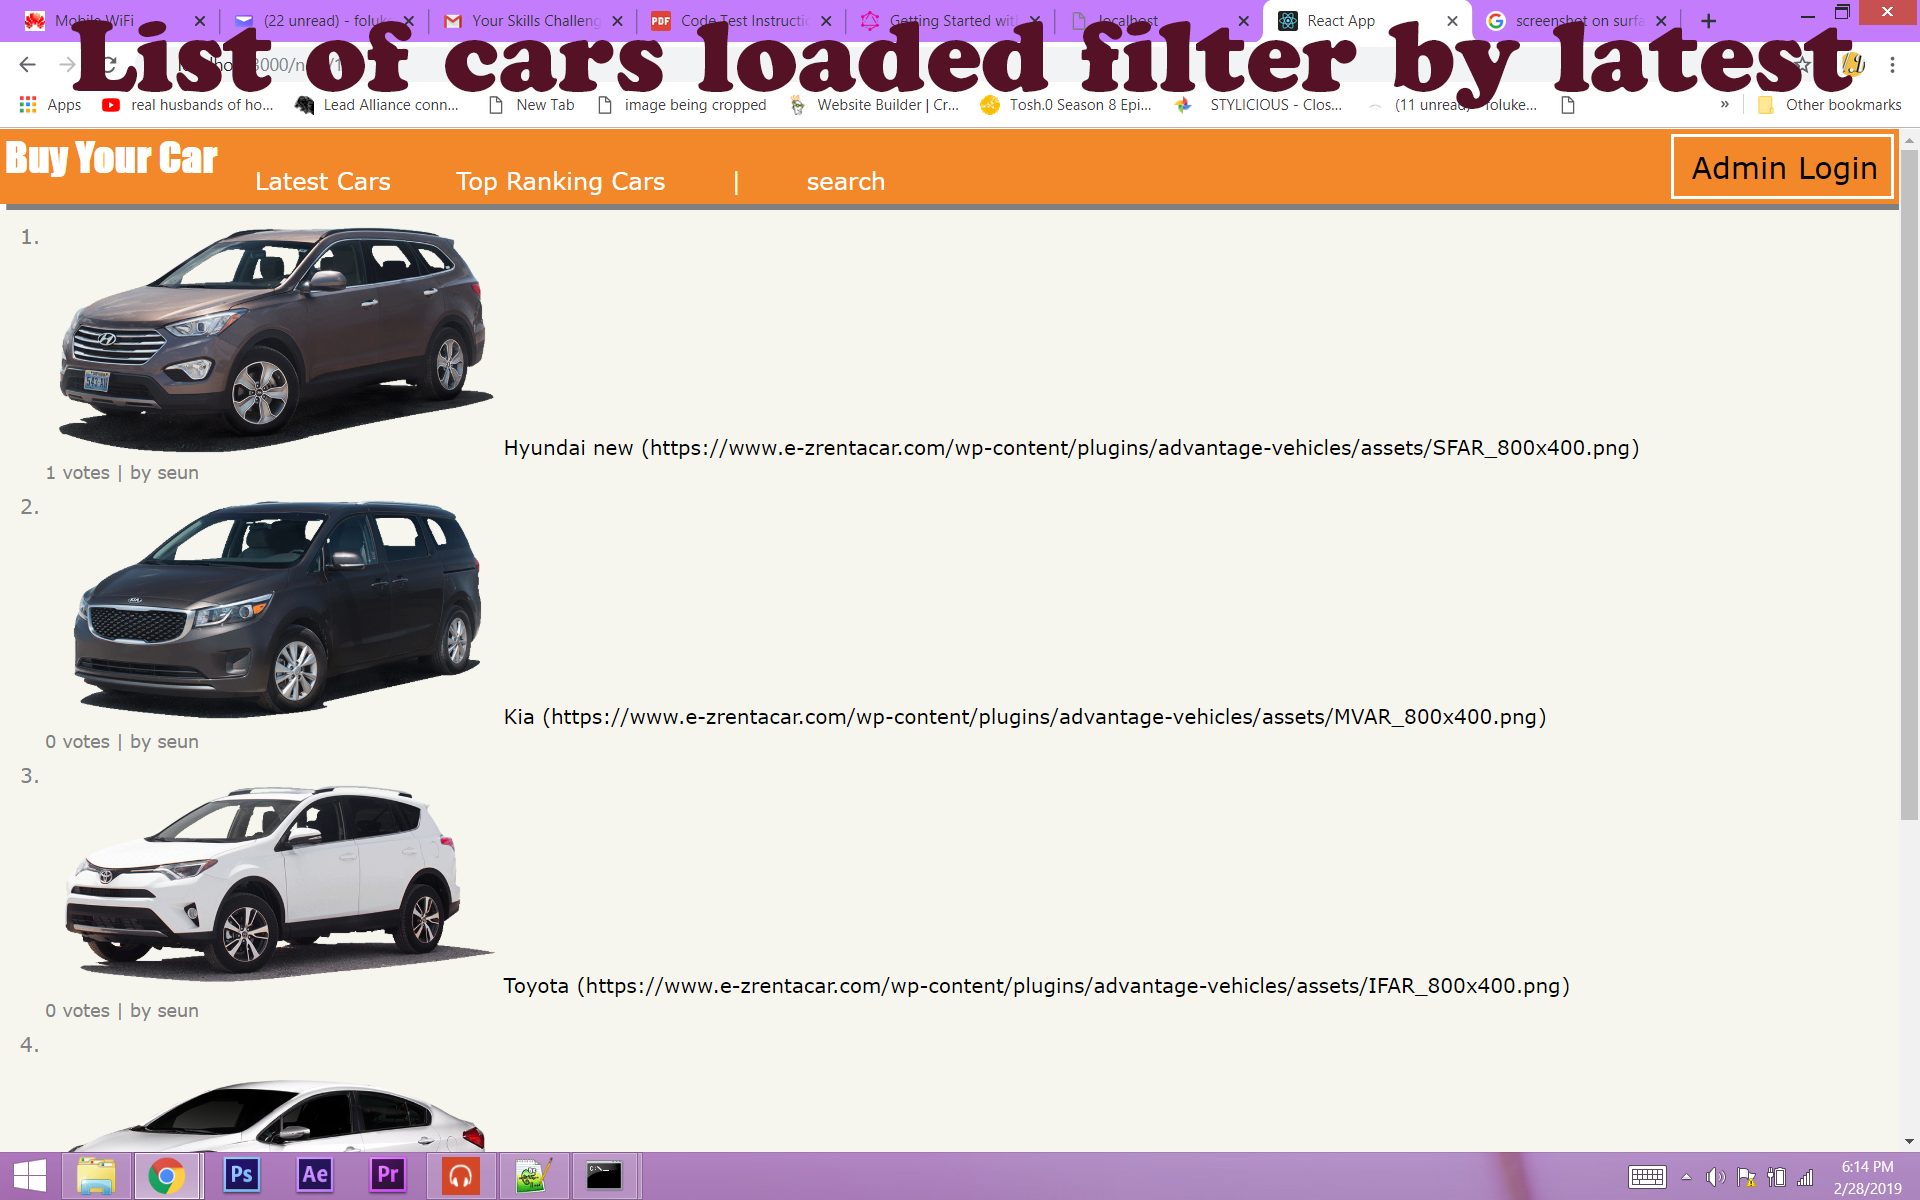 Mobile WiFi
(22 unread) - foluk
Your Skills Challeng
PDF Code Test Instructi
Getting Started wit
localhost
React App
screenshot on surfa
List of cars loaded filter by latest
Apps
real husbands of ho...
Lead Alliance conn...
New Tab
image being cropped
Website Builder | Cr...
Tosh.0 Season 8 Epi...
STYLICIOUS - Clos...
(11 unread)
»
Other bookmarks
Buy Your Car
Latest Cars
Top Ranking Cars
|
search
Admin Login
1.
Hyundai new (https://www.e-zrentacar.com/wp-content/plugins/advantage-vehicles/assets/SFAR_800x400.png)
1 votes | by seun
2.
Kia (https://www.e-zrentacar.com/wp-content/plugins/advantage-vehicles/assets/MVAR_800x400.png)
0 votes | by seun
3.
Toyota (https://www.e-zrentacar.com/wp-content/plugins/advantage-vehicles/assets/IFAR_800x400.png)
0 votes | by seun
4.
Ps
Ae
Pr
6:14 PM
2/28/2019